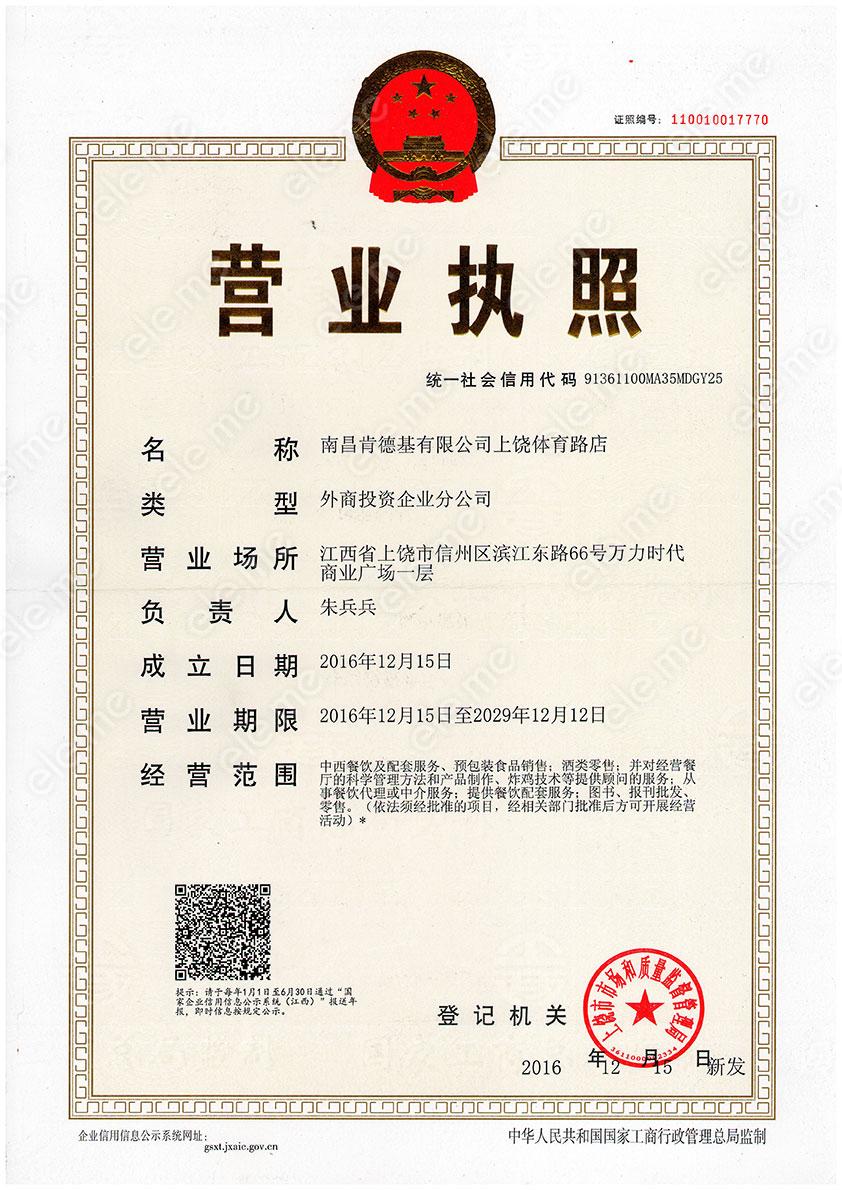 证照编号：110010017770
营业执照
统一社会信用代码 91361100MA35MDGY25
名称 南昌肯德基有限公司上饶体育路店
类型 外商投资企业分公司
营业场所 江西省上饶市信州区滨江东路66号万力时代
商业广场一层
负责人 朱兵兵
成立日期 2016年12月15日
营业期限 2016年12月15日至2029年12月12日
经营范围 中西餐饮及配套服务、预包装食品销售；酒类零售；并对经营餐
厅的科学管理方法和产品制作、炸鸡技术等提供顾问的服务；从
事餐饮代理或中介服务；提供餐饮配套服务；图书、报刊批发、
零售。（依法须经批准的项目，经相关部门批准后方可开展经营
活动）*
提示：请于每年1月1日至6月30日通过“国
家企业信用信息公示系统（江西）”报送年
报，即时信息按规定公示。
登记机关
上饶市市场和质量监督管理局
3611000002334
2016 年 12 月 15 日 新发
企业信用信息公示系统网址：
gsxt.jxaic.gov.cn
中华人民共和国国家工商行政管理总局监制
ele.me